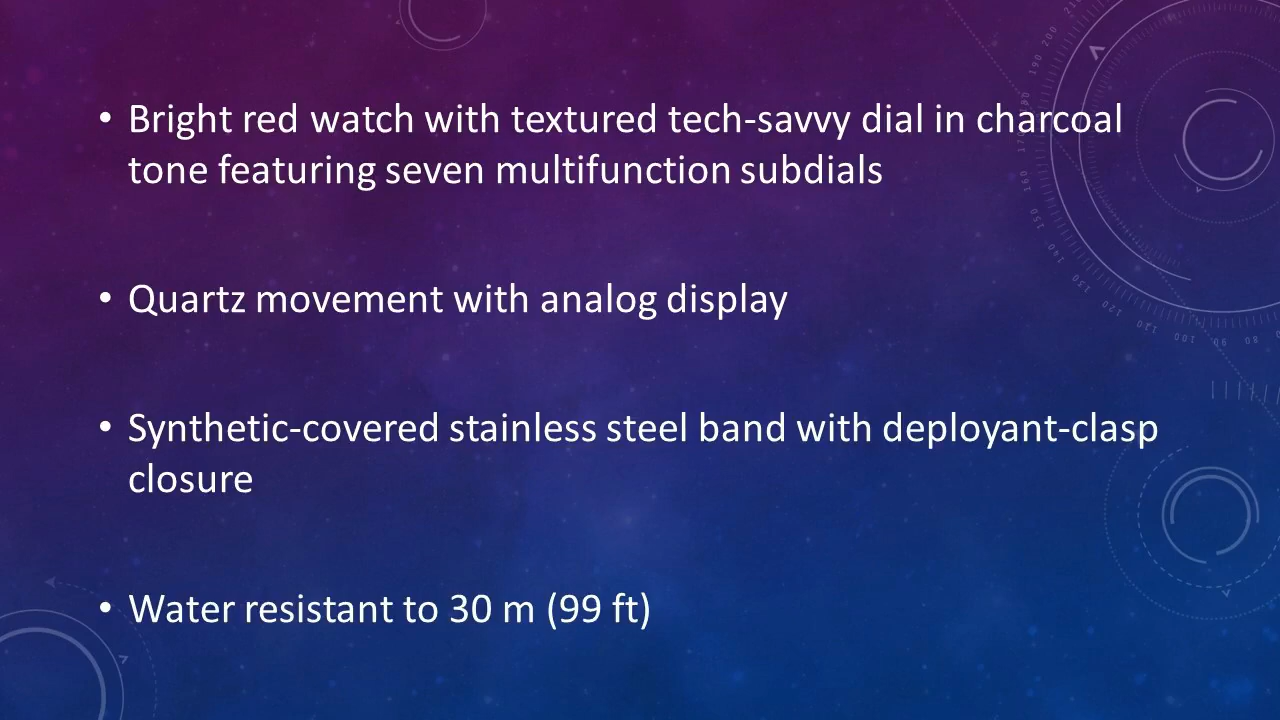 • Bright red watch with textured tech-savvy dial in charcoal
tone featuring seven multifunction subdials
• Quartz movement with analog display
• Synthetic-covered stainless steel band with deployant-clasp
closure
• Water resistant to 30 m (99 ft)